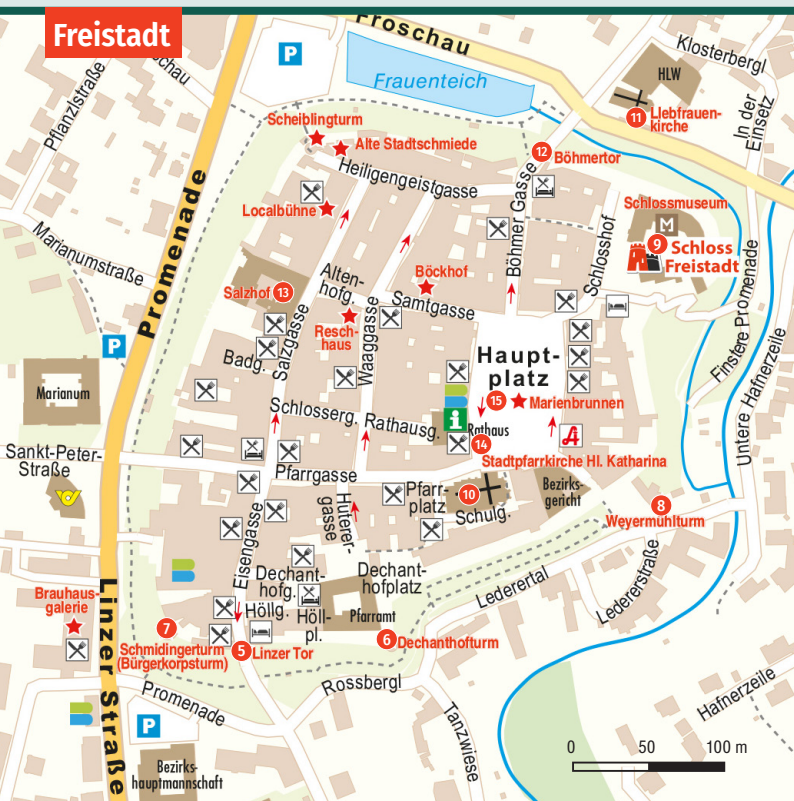 Freistadt
P
Froschau
Frauenteich
Klosterbergl
HLW
11
LIebfrauen-
kirche
In der
Einsetz
schau
Pflanzlstraße
Scheiblingturm
Alte Stadtschmiede
Heiligengeistgasse
12
Böhmertor
Böhmer Gasse
Localbühne
Schlossmuseum
M
9
Schloss
Freistadt
Schlosshof
Marianumstraße
Promenade
Salzhof
13
Alten-
hofg.
Böckhof
Samtgasse
Resch-
haus
Salzgasse
Waaggasse
Badg.
P
Haupt-
platz
Finstere Promenade
Untere Hafnerzeile
Marianum
15
Marienbrunnen
i
Schlosserg.
Rathausg.
Rathaus
14
A
Sankt-Peter-
Straße
Stadtpfarrkirche Hl. Katharina
Pfarrgasse
Pfarr-
platz
10
Schulg.
Bezirks-
gericht
8
Weyermühlturm
Hüterer-
gasse
Eisengasse
Dechant-
hofg.
Dechant-
hofplatz
Höllg.
Höll-
pl.
Pfarramt
Lederertal
Ledererstraße
Brauhaus-
galerie
7
Schmidingerturm
(Bürgerkorpsturm)
5
Linzer Tor
6
Dechanthofturm
Linzer Straße
Promenade
P
Rossbergl
Tanzwiese
Hafnerzeile
Bezirks-
hauptmannschaft
0 50 100 m